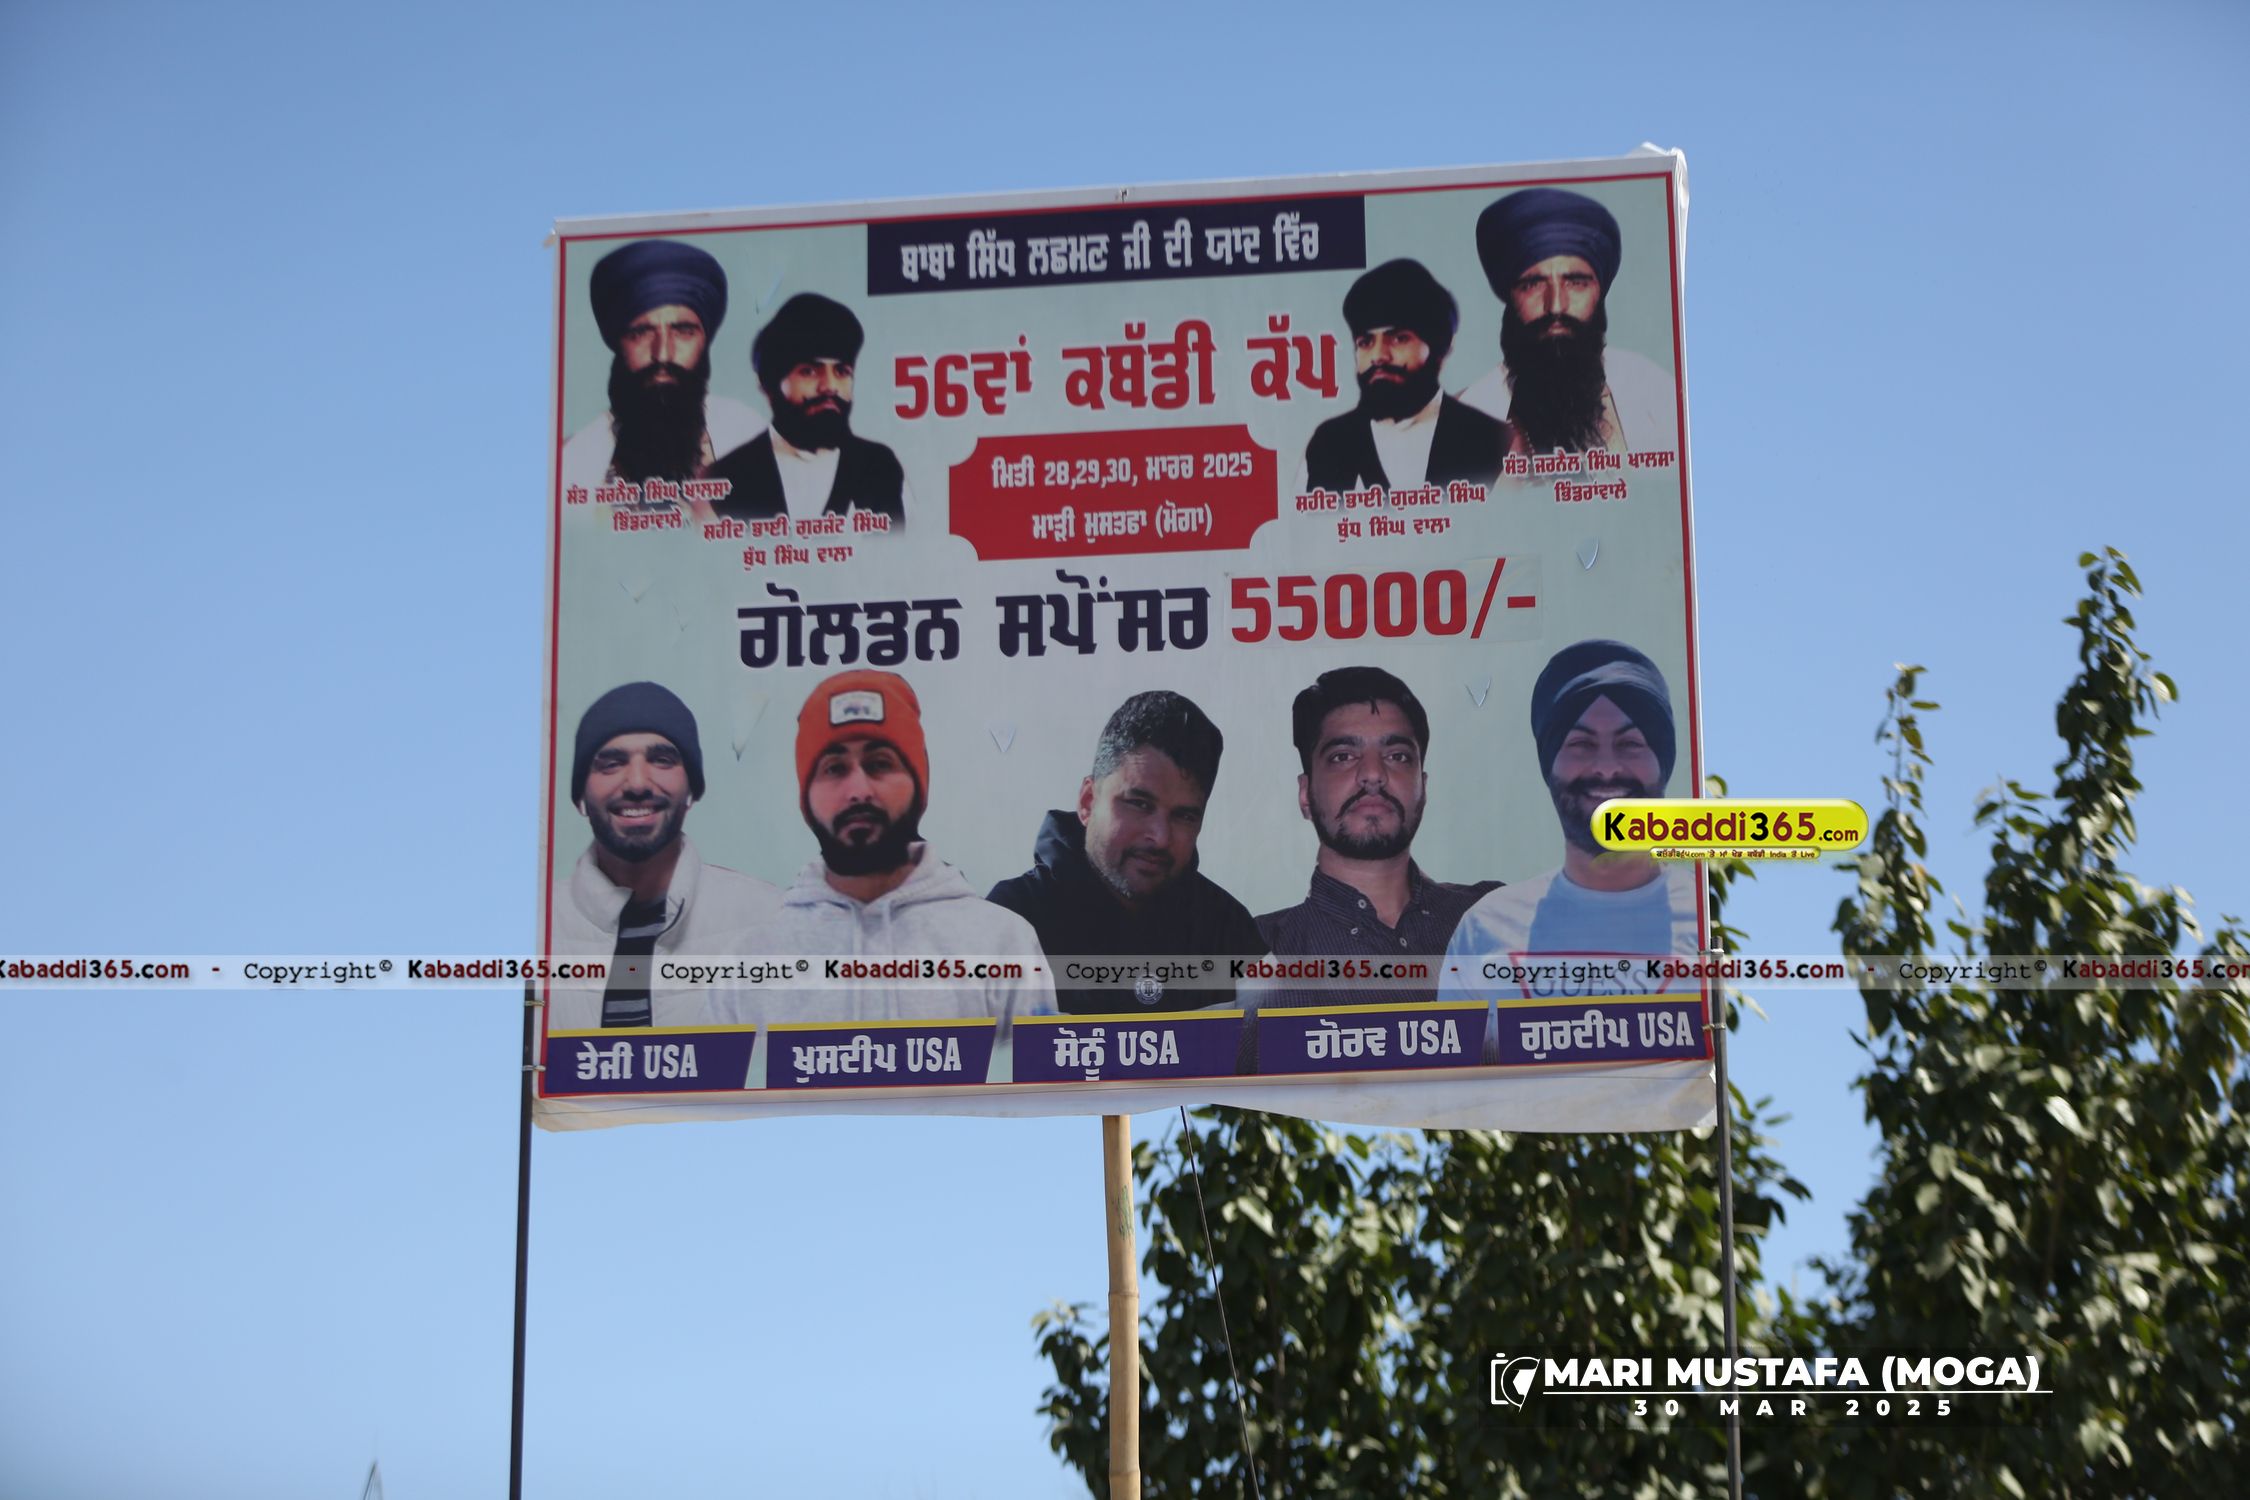 ਬਾਬਾ ਸਿੱਧ ਲਛਮਣ ਜੀ ਦੀ ਯਾਦ ਵਿੱਚ
56ਵਾਂ ਕਬੱਡੀ ਕੱਪ
ਮਿਤੀ 28,29,30, ਮਾਰਚ 2025
ਮਾੜੀ ਮੁਸਤਫਾ (ਮੋਗਾ)
ਸੰਤ ਜਰਨੈਲ ਸਿੰਘ ਖਾਲਸਾ
ਭਿੰਡਰਾਂਵਾਲੇ
ਸ਼ਹੀਦ ਭਾਈ ਗੁਰਜੰਟ ਸਿੰਘ
ਬੁੱਧ ਸਿੰਘ ਵਾਲਾ
ਸ਼ਹੀਦ ਭਾਈ ਗੁਰਜੰਟ ਸਿੰਘ
ਬੁੱਧ ਸਿੰਘ ਵਾਲਾ
ਸੰਤ ਜਰਨੈਲ ਸਿੰਘ ਖਾਲਸਾ
ਭਿੰਡਰਾਂਵਾਲੇ
ਗੋਲਡਨ ਸਪੋਂਸਰ 55000/-
Kabaddi365.com
Kabaddi365.com - Copyright© Kabaddi365.com - Copyright© Kabaddi365.com - Copyright© Kabaddi365.com - Copyright© Kabaddi365.com - Copyright© Kabaddi365.com
GUESS
ਤੇਜੀ USA
ਖੁਸ਼ਦੀਪ USA
ਸੋਨੂੰ USA
ਗੋਰਵ USA
ਗੁਰਦੀਪ USA
MARI MUSTAFA (MOGA)
30 MAR 2025